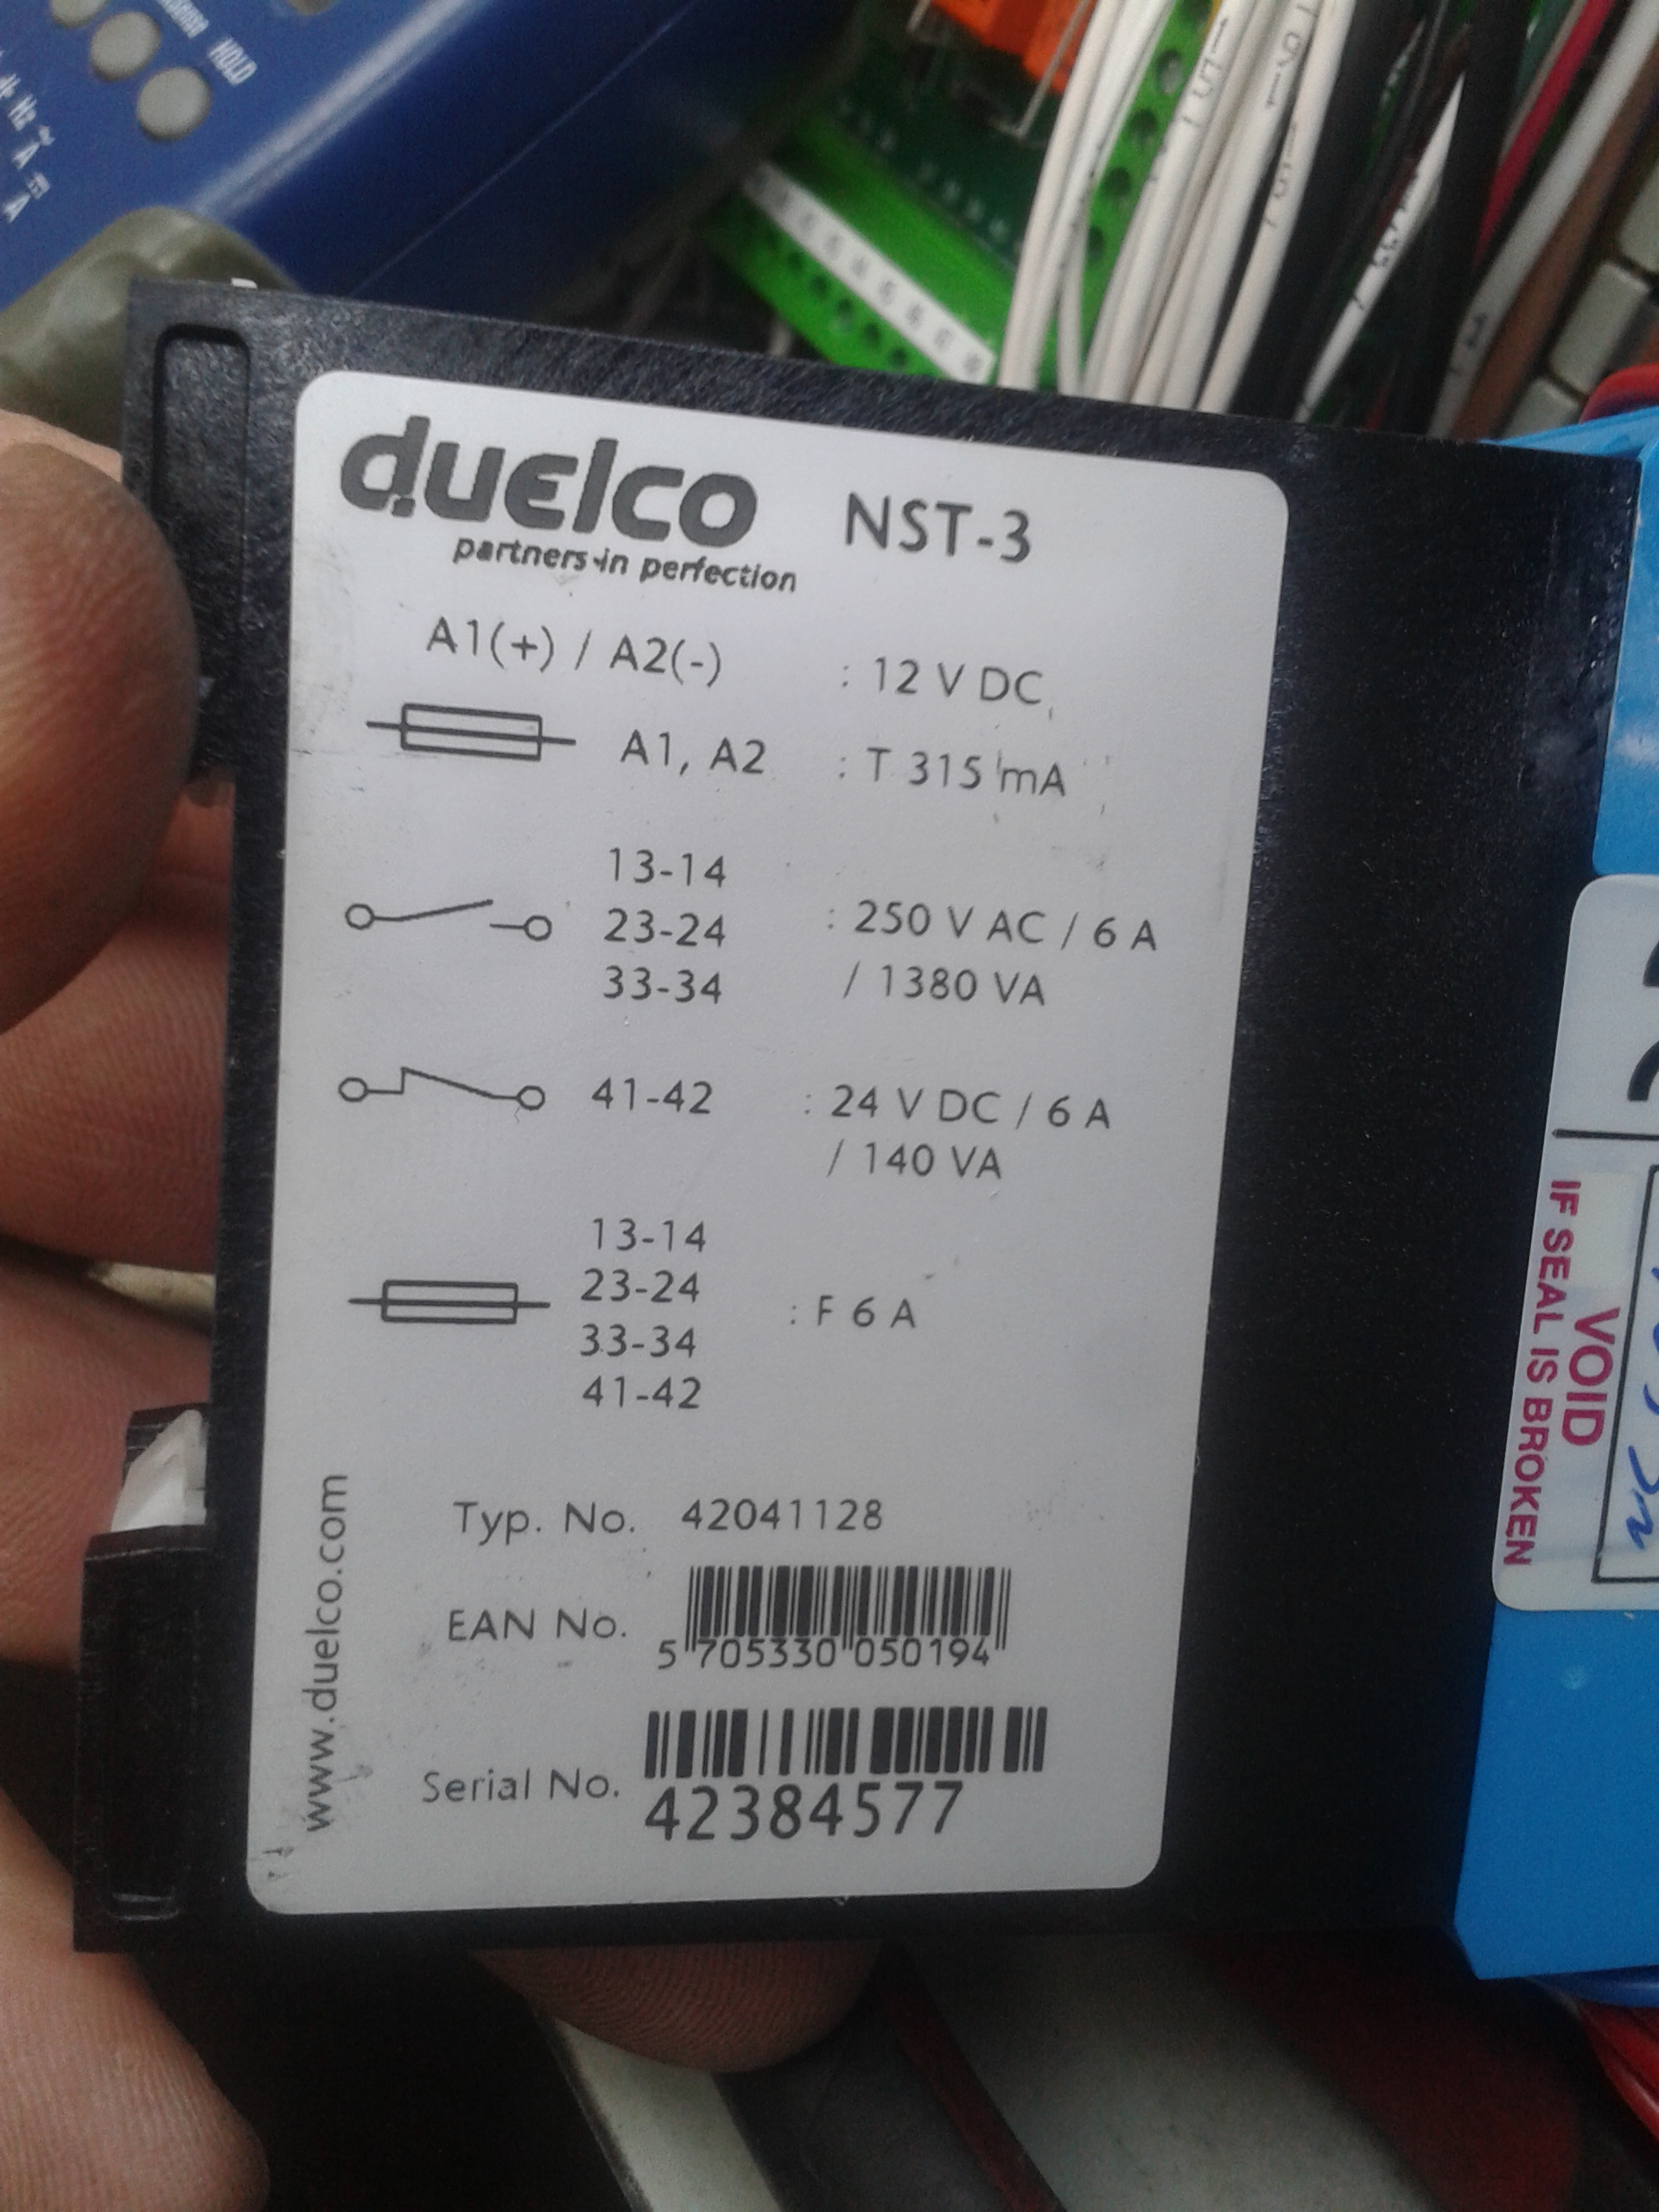 HOLD
Hz
A
A
duelco NST-3
partners in perfection
A1(+) / A2(-) : 12 V DC
A1, A2 : T 315 mA
13-14
23-24 : 250 V AC / 6 A
33-34 / 1380 VA
41-42 : 24 V DC / 6 A
/ 140 VA
13-14
23-24
33-34 : F 6 A
41-42
Typ. No. 42041128
EAN No. 5 705330 050194
Serial No. 42384577
www.duelco.com
VOID
IF SEAL IS BROKEN